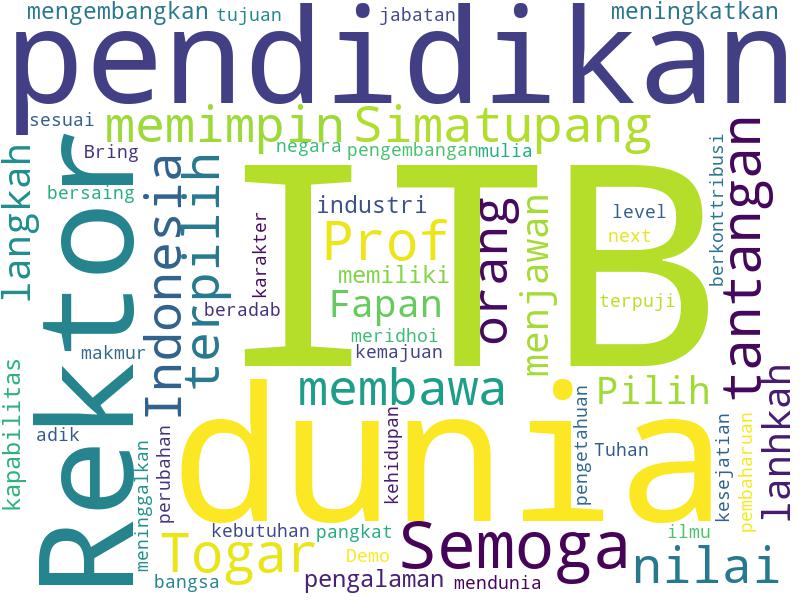 mengembangkan
tujuan
jabatan
meningkatkan
pendidikan
sesuai
memimpin
Simatupang
negara
pengembangan
mulia
Bring
bersaing
langkah
Rektor
Indonesia
terpilih
karakter
beradab
ITB
industri
Prof
memiliki
Fapan
meridhoi
kemajuan
orang
menjawan
level
next
terpuji
berkonttribusi
tantangan
makmur
membawa
Pilih
lanhkah
kapabilitas
adik
meninggalkan
perubahan
dunia
kehidupan
pengetahuan
Tuhan
kesejatian
pembaharuan
kebutuhan
pangkat
Semoga
ilmu
Togar
Demo
nilai
bangsa
pengalaman
mendunia